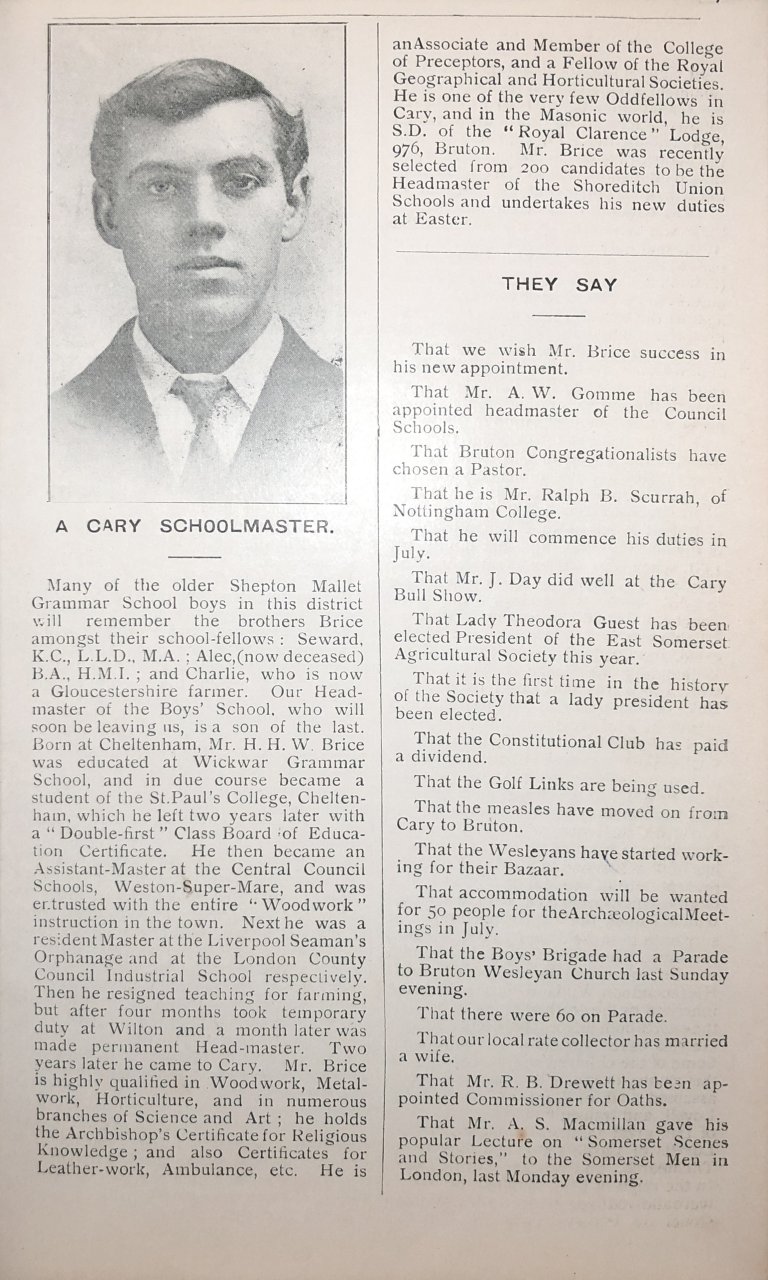 A CARY SCHOOLMASTER.
Many of the older Shepton Mallet
Grammar School boys in this district
will remember the brothers Brice
amongst their school-fellows : Seward,
K.C., L.L.D., M.A. ; Alec,(now deceased)
B.A., H.M.I. ; and Charlie, who is now
a Gloucestershire farmer. Our Head-
master of the Boys' School, who will
soon be leaving us, is a son of the last.
Born at Cheltenham, Mr. H. H. W. Brice
was educated at Wickwar Grammar
School, and in due course became a
student of the St.Paul's College, Chelten-
ham, which he left two years later with
a "Double-first" Class Board of Educa-
tion Certificate. He then became an
Assistant-Master at the Central Council
Schools, Weston-Super-Mare, and was
entrusted with the entire "Woodwork"
instruction in the town. Next he was a
resident Master at the Liverpool Seaman's
Orphanage and at the London County
Council Industrial School respectively.
Then he resigned teaching for farming,
but after four months took temporary
duty at Wilton and a month later was
made permanent Head-master. Two
years later he came to Cary. Mr. Brice
is highly qualified in Woodwork, Metal-
work, Horticulture, and in numerous
branches of Science and Art ; he holds
the Archbishop's Certificate for Religious
Knowledge ; and also Certificates for
Leather-work, Ambulance, etc. He is
anAssociate and Member of the College
of Preceptors, and a Fellow of the Royal
Geographical and Horticultural Societies.
He is one of the very few Oddfellows in
Cary, and in the Masonic world, he is
S.D. of the "Royal Clarence" Lodge,
976, Bruton. Mr. Brice was recently
selected from 200 candidates to be the
Headmaster of the Shoreditch Union
Schools and undertakes his new duties
at Easter.
THEY SAY
That we wish Mr. Brice success in
his new appointment.
That Mr. A. W. Gomme has been
appointed headmaster of the Council
Schools.
That Bruton Congregationalists have
chosen a Pastor.
That he is Mr. Ralph B. Scurrah, of
Nottingham College.
That he will commence his duties in
July.
That Mr. J. Day did well at the Cary
Bull Show.
That Lady Theodora Guest has been
elected President of the East Somerset
Agricultural Society this year.
That it is the first time in the history
of the Society that a lady president has
been elected.
That the Constitutional Club has paid
a dividend.
That the Golf Links are being used.
That the measles have moved on from
Cary to Bruton.
That the Wesleyans have started work-
ing for their Bazaar.
That accommodation will be wanted
for 50 people for theArchæologicalMeet-
ings in July.
That the Boys' Brigade had a Parade
to Bruton Wesleyan Church last Sunday
evening.
That there were 60 on Parade.
That our local rate collector has married
a wife.
That Mr. R. B. Drewett has been ap-
pointed Commissioner for Oaths.
That Mr. A. S. Macmillan gave his
popular Lecture on "Somerset Scenes
and Stories," to the Somerset Men in
London, last Monday evening.